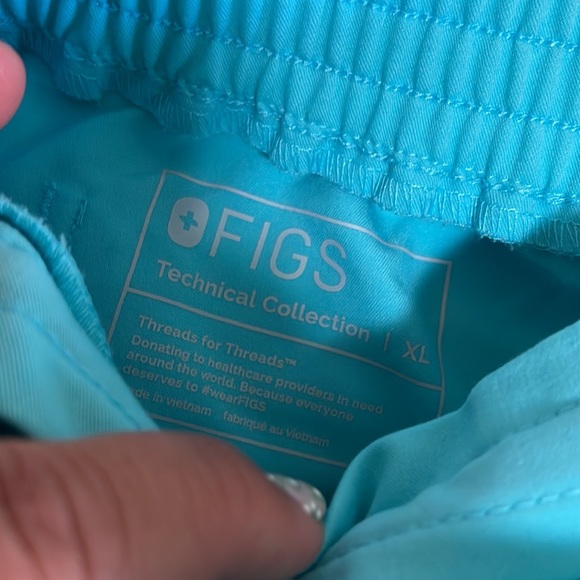 FIGS
Technical Collection | XL
Threads for Threads™
Donating to healthcare providers in need
around the world. Because everyone
deserves to #wearFIGS
de in vietnam fabriqué au Vietnam